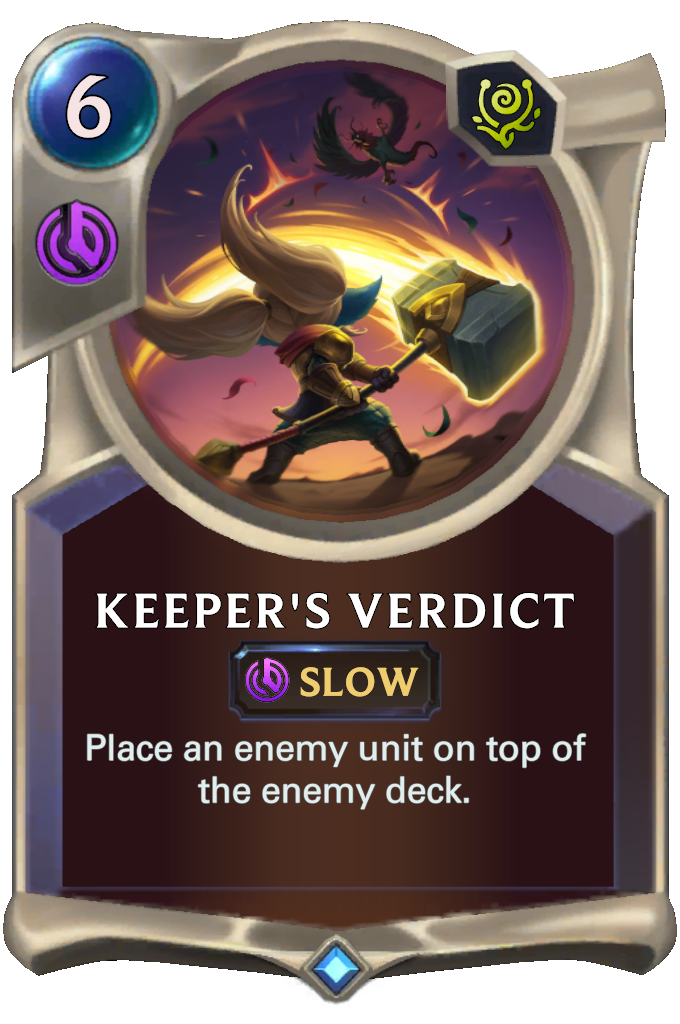 6
KEEPER'S VERDICT
SLOW
Place an enemy unit on top of
the enemy deck.